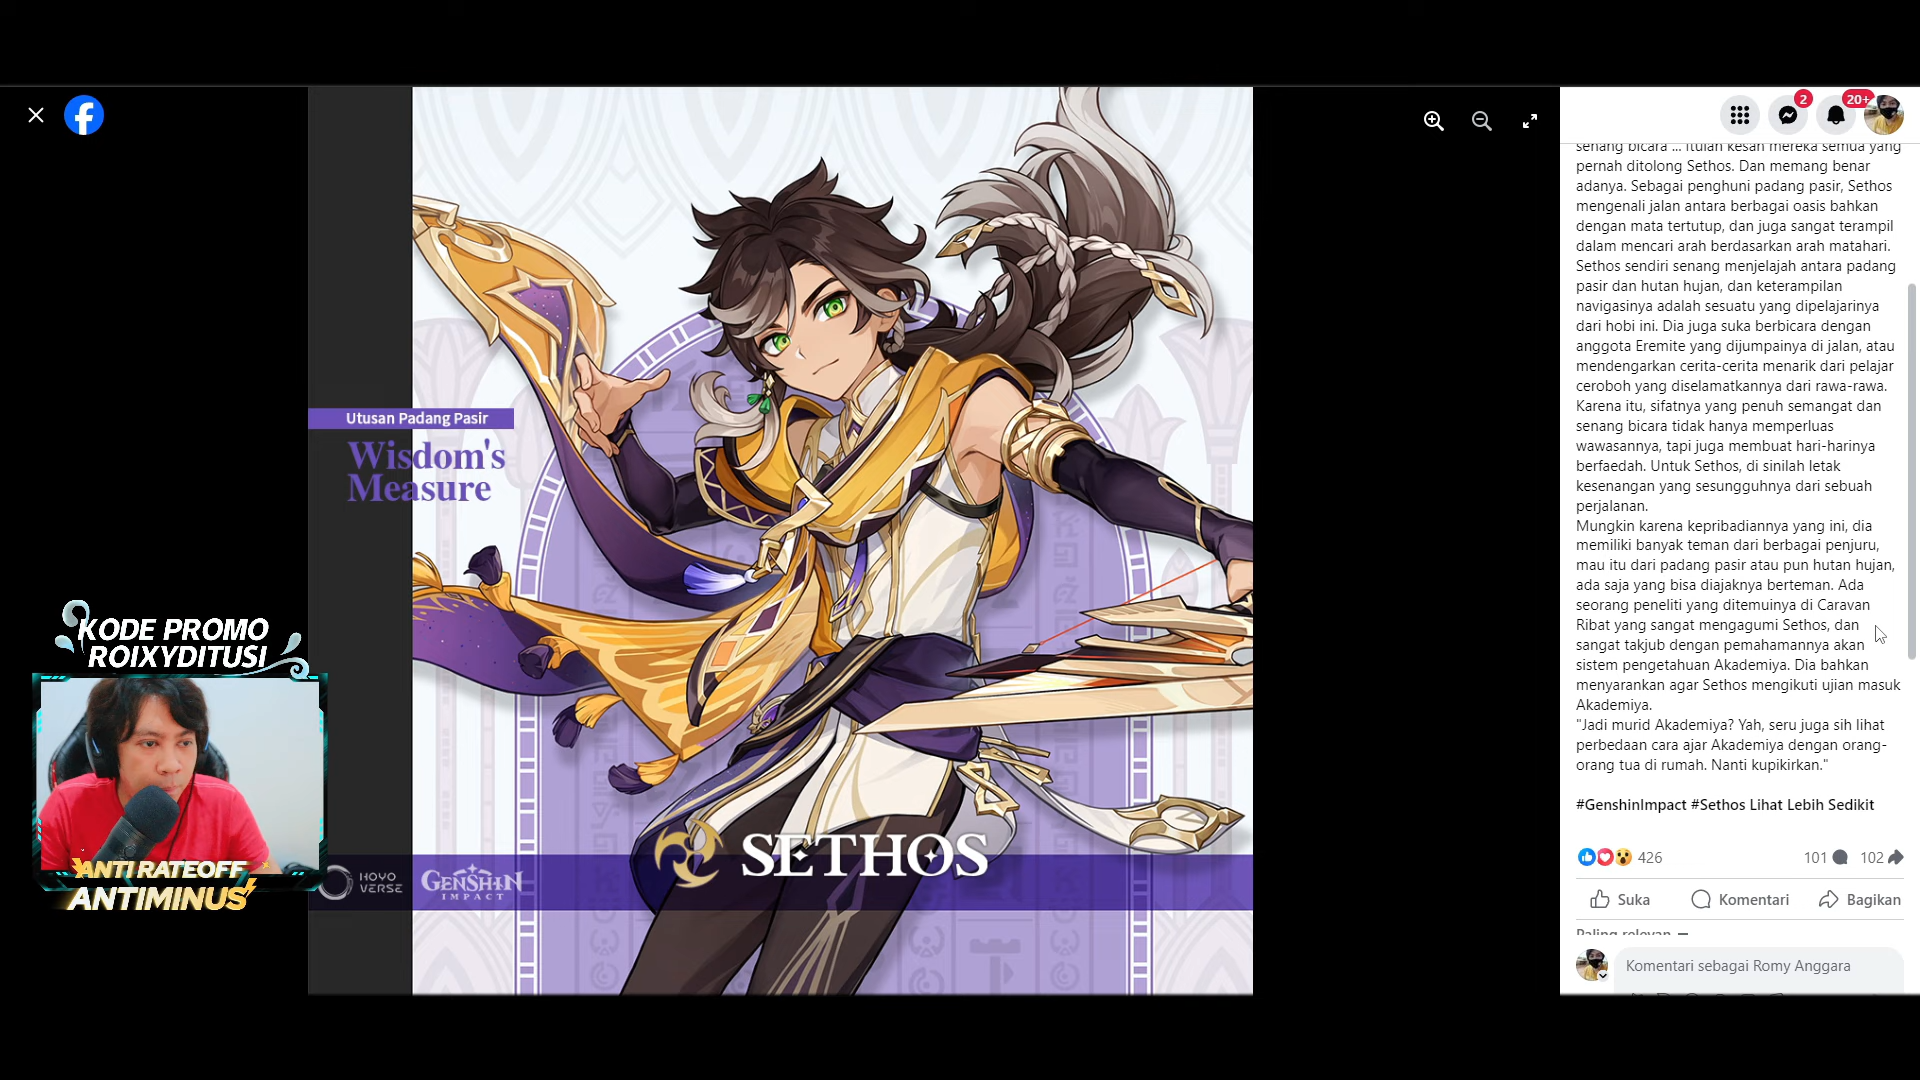 2
20+
senang bicara ... Itulah kesan mereka semua yang
pernah ditolong Sethos. Dan memang benar
adanya. Sebagai penghuni padang pasir, Sethos
mengenali jalan antara berbagai oasis bahkan
dengan mata tertutup, dan juga sangat terampil
dalam mencari arah berdasarkan arah matahari.
Sethos sendiri senang menjelajah antara padang
pasir dan hutan hujan, dan keterampilan
navigasinya adalah sesuatu yang dipelajarinya
dari hobi ini. Dia juga suka berbicara dengan
anggota Eremite yang dijumpainya di jalan, atau
mendengarkan cerita-cerita menarik dari pelajar
ceroboh yang diselamatkannya dari rawa-rawa.
Karena itu, sifatnya yang penuh semangat dan
senang bicara tidak hanya memperluas
wawasannya, tapi juga membuat hari-harinya
berfaedah. Untuk Sethos, di sinilah letak
kesenangan yang sesungguhnya dari sebuah
perjalanan.
Mungkin karena kepribadiannya yang ini, dia
memiliki banyak teman dari berbagai penjuru,
mau itu dari padang pasir atau pun hutan hujan,
ada saja yang bisa diajaknya berteman. Ada
seorang peneliti yang ditemuinya di Caravan
Ribat yang sangat mengagumi Sethos, dan
sangat takjub dengan pemahamannya akan
sistem pengetahuan Akademiya. Dia bahkan
menyarankan agar Sethos mengikuti ujian masuk
Akademiya.
"Jadi murid Akademiya? Yah, seru juga sih lihat
perbedaan cara ajar Akademiya dengan orang-
orang tua di rumah. Nanti kupikirkan."
#GenshinImpact #Sethos Lihat Lebih Sedikit
426
101
102
Suka
Komentari
Bagikan
Paling relevan
Komentari sebagai Romy Anggara
Utusan Padang Pasir
Wisdom's
Measure
SETHOS
HOYO
VERSE
GENSHIN
IMPACT
KODE PROMO
ROIXYDITUSI
ANTI RATEOFF
ANTIMINUS